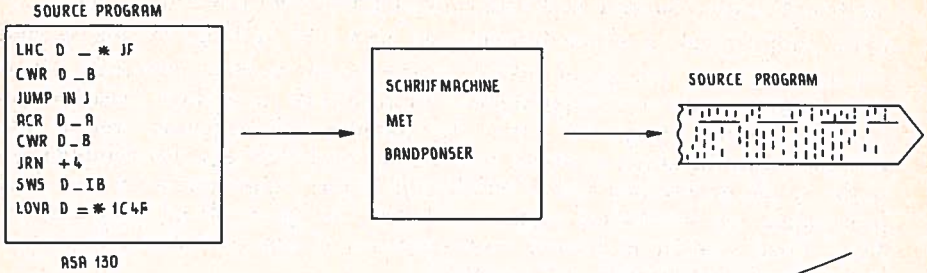 SOURCE PROGRAM
LHC D _ * JF
CWR D _ B
JUMP IN J
ACR D _ A
CWR D _ B
JRN +4
SWS D _ IB
LOVA D = * 1C4F
ASA 130
SCHRIJFMACHINE
MET
BANDPONSER
SOURCE PROGRAM